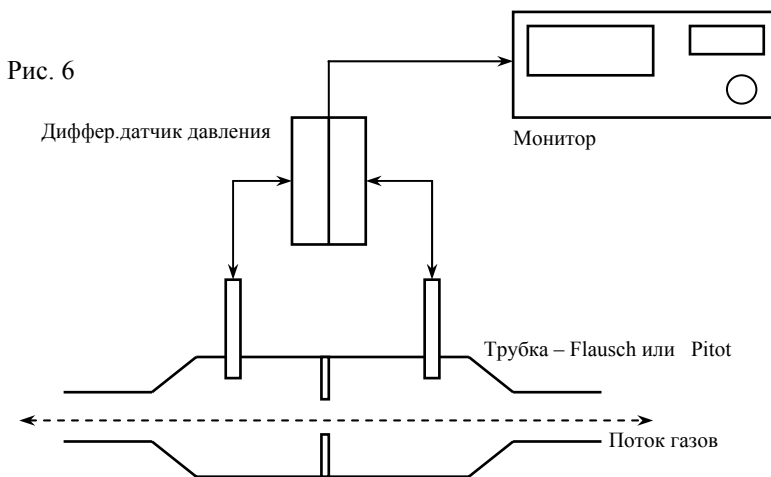 Рис. 6
Диффер.датчик давления
Монитор
Трубка – Flausch или Pitot
Поток газов